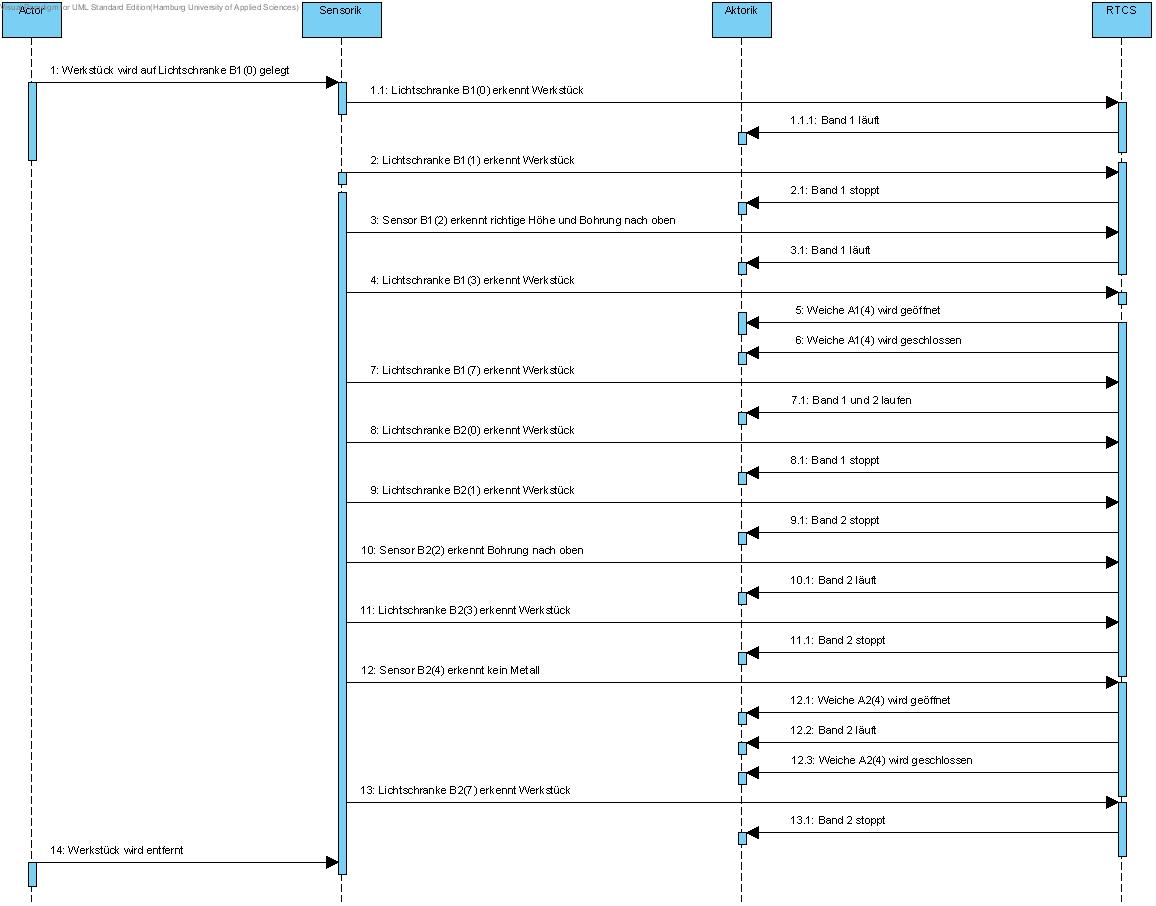 for UML Standard Edition(Hamburg University of Applied Sciences)
Actor
Sensorik
Aktorik
RTCS
1: Werkstück wird auf Lichtschranke B1(0) gelegt
1.1: Lichtschranke B1(0) erkennt Werkstück
1.1.1: Band 1 läuft
2: Lichtschranke B1(1) erkennt Werkstück
2.1: Band 1 stoppt
3: Sensor B1(2) erkennt richtige Höhe und Bohrung nach oben
3.1: Band 1 läuft
4: Lichtschranke B1(3) erkennt Werkstück
5: Weiche A1(4) wird geöffnet
6: Weiche A1(4) wird geschlossen
7: Lichtschranke B1(7) erkennt Werkstück
7.1: Band 1 und 2 laufen
8: Lichtschranke B2(0) erkennt Werkstück
8.1: Band 1 stoppt
9: Lichtschranke B2(1) erkennt Werkstück
9.1: Band 2 stoppt
10: Sensor B2(2) erkennt Bohrung nach oben
10.1: Band 2 läuft
11: Lichtschranke B2(3) erkennt Werkstück
11.1: Band 2 stoppt
12: Sensor B2(4) erkennt kein Metall
12.1: Weiche A2(4) wird geöffnet
12.2: Band 2 läuft
12.3: Weiche A2(4) wird geschlossen
13: Lichtschranke B2(7) erkennt Werkstück
13.1: Band 2 stoppt
14: Werkstück wird entfernt